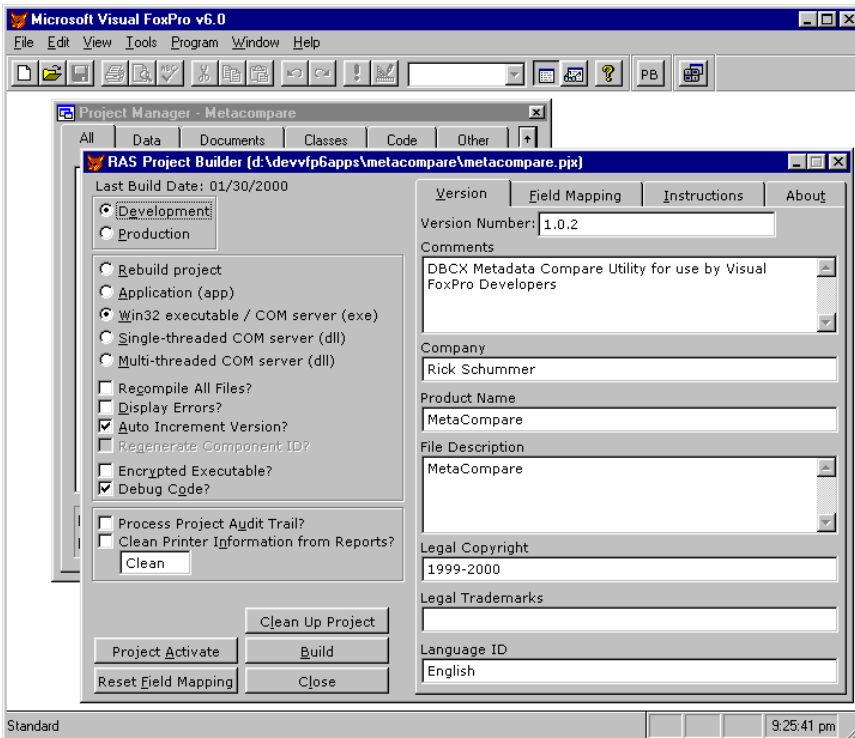 Microsoft Visual FoxPro v6.0
File Edit View Tools Program Window Help
PB
Project Manager - Metacompare
All Data Documents Classes Code Other
RAS Project Builder (d:\devvfp6apps\metacompare\metacompare.pjx)
Last Build Date: 01/30/2000
Development
Production
Rebuild project
Application (app)
Win32 executable / COM server (exe)
Single-threaded COM server (dll)
Multi-threaded COM server (dll)
Recompile All Files?
Display Errors?
Auto Increment Version?
Regenerate Component ID?
Encrypted Executable?
Debug Code?
Process Project Audit Trail?
Clean Printer Information from Reports?
Clean
Clean Up Project
Project Activate Build
Reset Field Mapping Close
Version Field Mapping Instructions About
Version Number: 1.0.2
Comments
DBCX Metadata Compare Utility for use by Visual
FoxPro Developers
Company
Rick Schummer
Product Name
MetaCompare
File Description
MetaCompare
Legal Copyright
1999-2000
Legal Trademarks
Language ID
English
Standard 9:25:41 pm